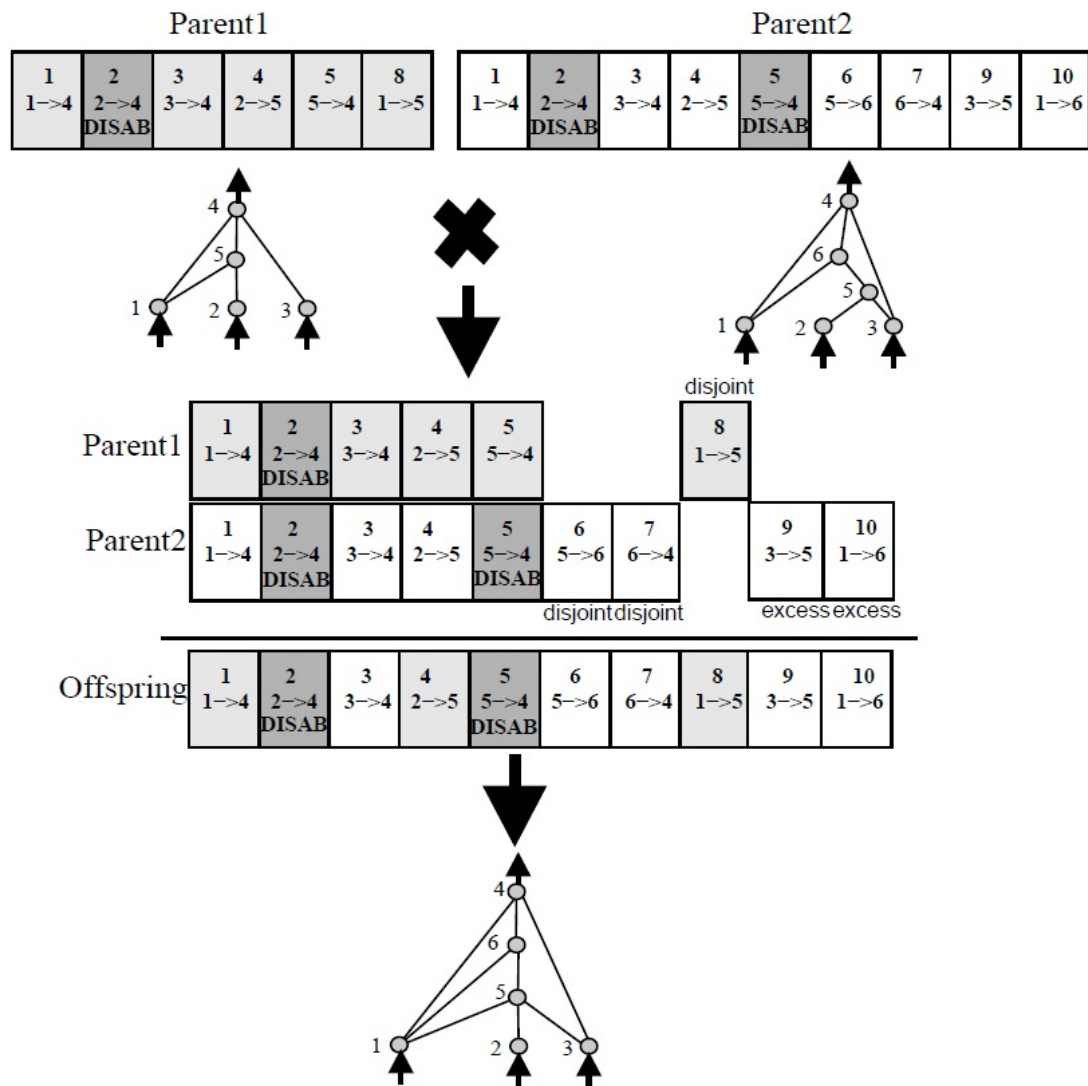 Parent1 Parent2
1 2 3 4 5 8 1 2 3 4 5 6 7 9 10
1->4 2->4 3->4 2->5 5->4 1->5 1->4 2->4 3->4 2->5 5->4 5->6 6->4 3->5 1->6
DISAB DISAB DISAB
4
5
1 2 3
4
6
5
1 2 3
disjoint
Parent1
1 2 3 4 5 8
1->4 2->4 3->4 2->5 5->4 1->5
DISAB
Parent2
1 2 3 4 5 6 7 9 10
1->4 2->4 3->4 2->5 5->4 5->6 6->4 3->5 1->6
DISAB DISAB
disjoint disjoint excess excess
Offspring
1 2 3 4 5 6 7 8 9 10
1->4 2->4 3->4 2->5 5->4 5->6 6->4 1->5 3->5 1->6
DISAB DISAB
4
6
5
1 2 3